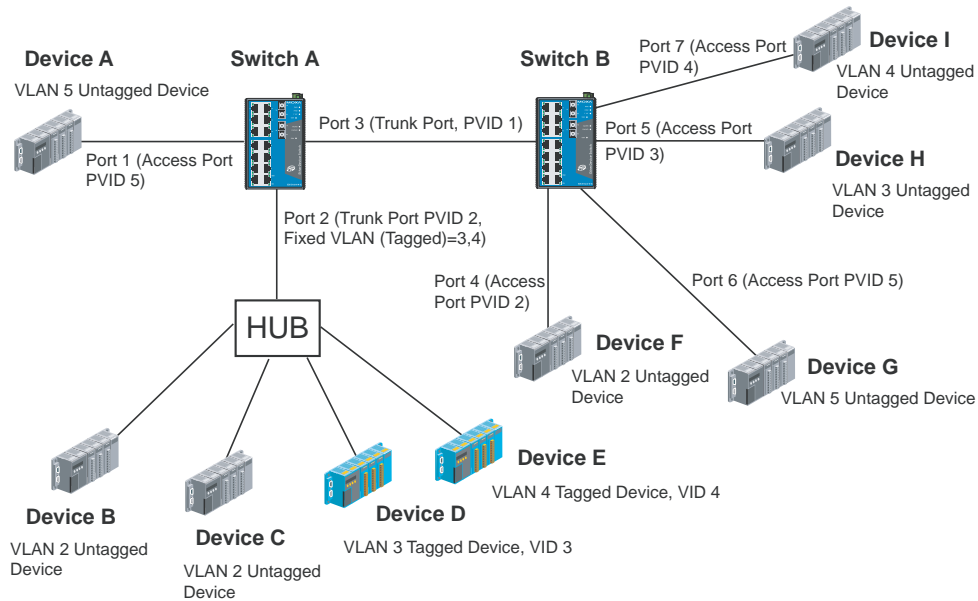 Device A
VLAN 5 Untagged Device
Switch A
Switch B
Port 7 (Access Port
PVID 4)
Device I
VLAN 4 Untagged
Device
Port 1 (Access Port
PVID 5)
Port 3 (Trunk Port, PVID 1)
Port 5 (Access Port
PVID 3)
Device H
VLAN 3 Untagged
Device
Port 2 (Trunk Port PVID 2,
Fixed VLAN (Tagged)=3,4)
Port 4 (Access
Port PVID 2)
Port 6 (Access Port PVID 5)
HUB
Device F
VLAN 2 Untagged
Device
Device G
VLAN 5 Untagged Device
Device B
VLAN 2 Untagged
Device
Device C
VLAN 2 Untagged
Device
Device D
VLAN 3 Tagged Device, VID 3
Device E
VLAN 4 Tagged Device, VID 4